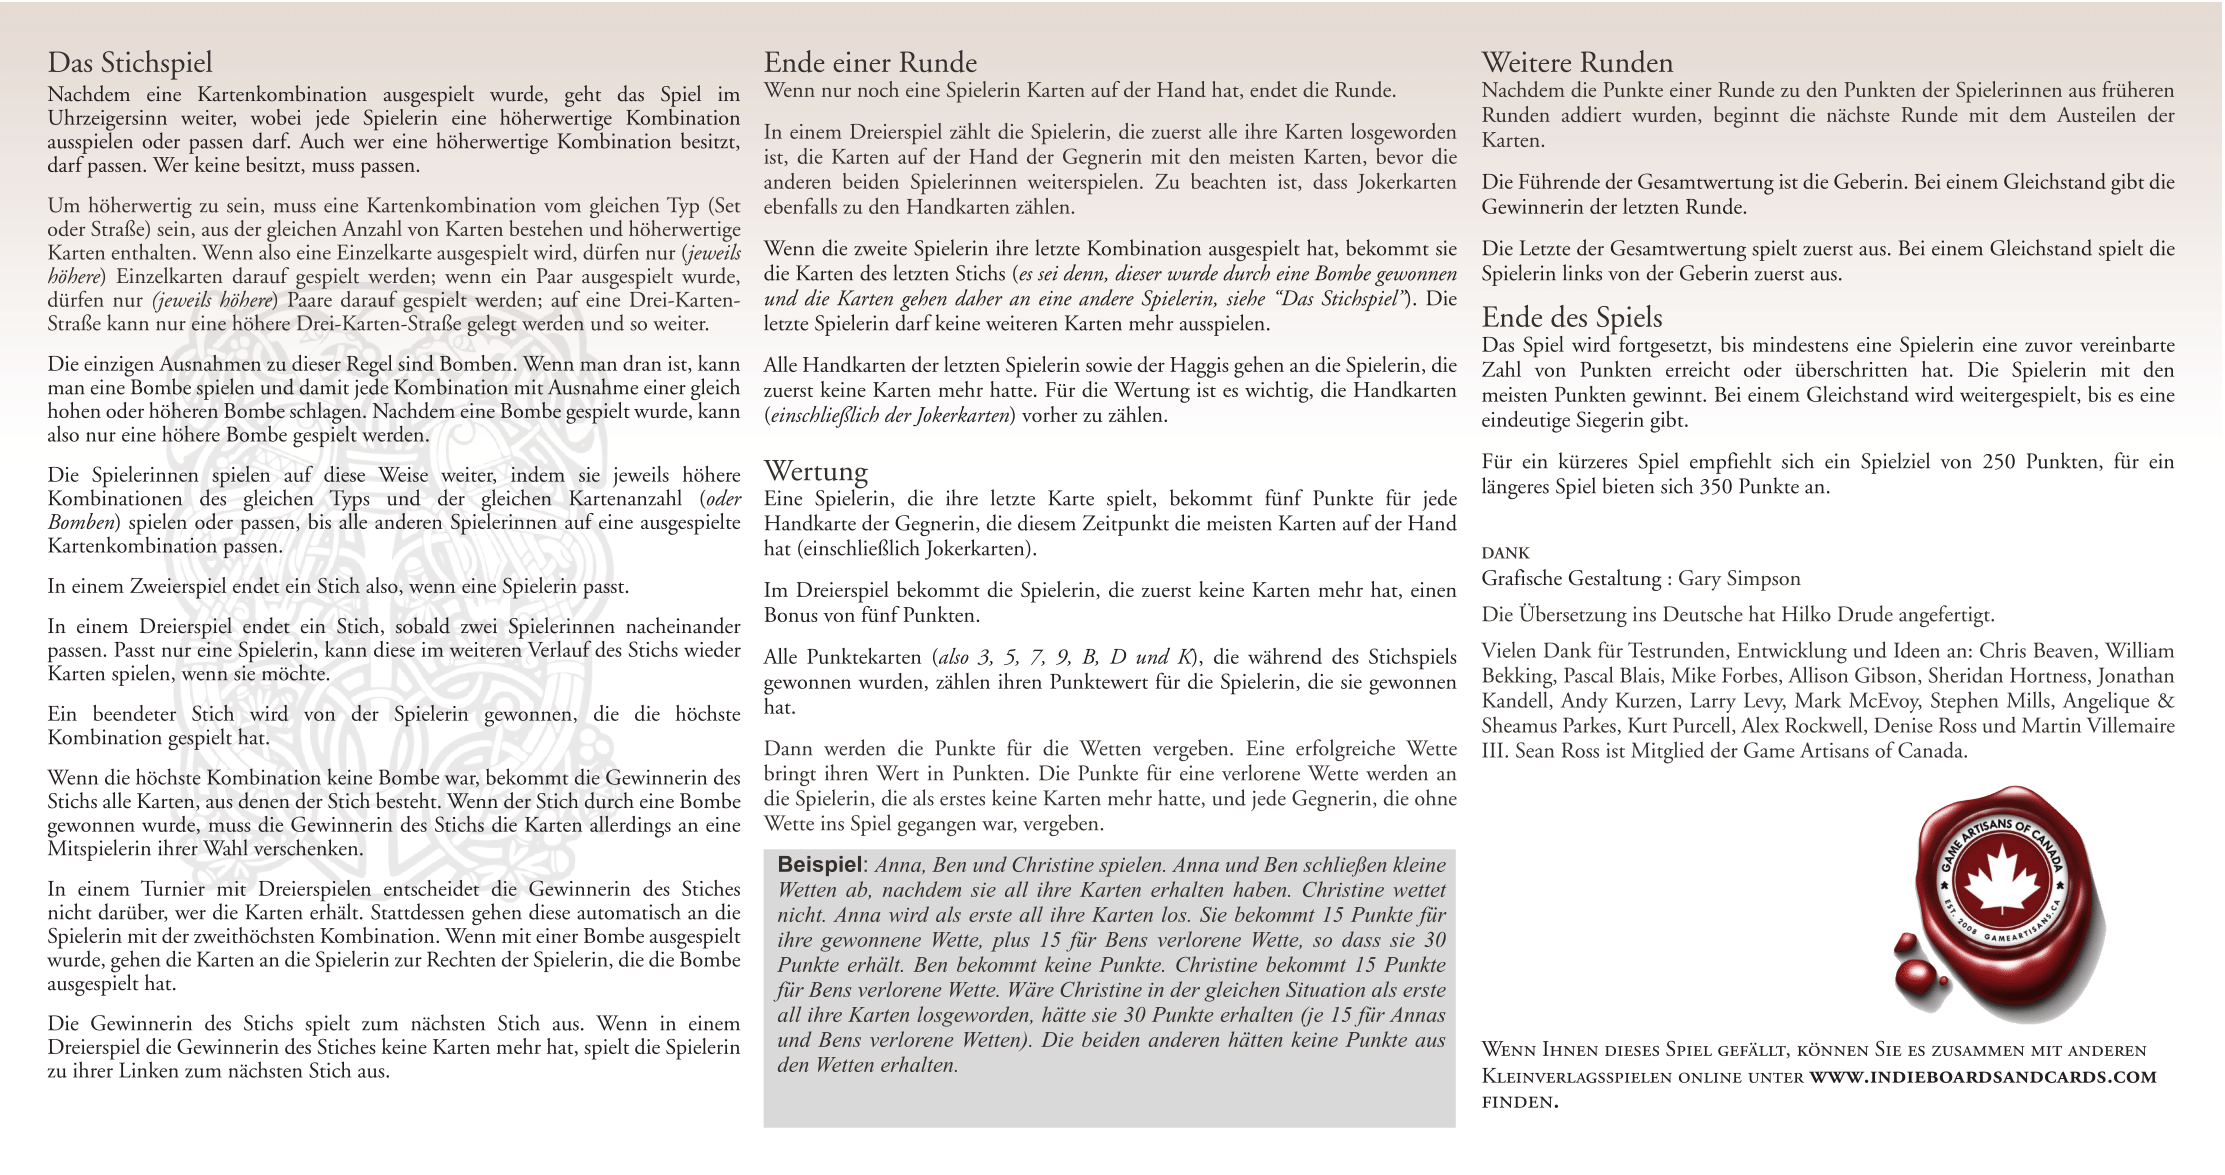 Das Stichspiel
Nachdem eine Kartenkombination ausgespielt wurde, geht das Spiel im
Uhrzeigersinn weiter, wobei jede Spielerin eine höherwertige Kombination
ausspielen oder passen darf. Auch wer eine höherwertige Kombination besitzt,
darf passen. Wer keine besitzt, muss passen.
Um höherwertig zu sein, muss eine Kartenkombination vom gleichen Typ (Set
oder Straße) sein, aus der gleichen Anzahl von Karten bestehen und höherwertige
Karten enthalten. Wenn also eine Einzelkarte ausgespielt wird, dürfen nur (jeweils
höhere) Einzelkarten darauf gespielt werden; wenn ein Paar ausgespielt wurde,
dürfen nur (jeweils höhere) Paare darauf gespielt werden; auf eine Drei-Karten-
Straße kann nur eine höhere Drei-Karten-Straße gelegt werden und so weiter.
Die einzigen Ausnahmen zu dieser Regel sind Bomben. Wenn man dran ist, kann
man eine Bombe spielen und damit jede Kombination mit Ausnahme einer gleich
hohen oder höheren Bombe schlagen. Nachdem eine Bombe gespielt wurde, kann
also nur eine höhere Bombe gespielt werden.
Die Spielerinnen spielen auf diese Weise weiter, indem sie jeweils höhere
Kombinationen des gleichen Typs und der gleichen Kartenanzahl (oder
Bomben) spielen oder passen, bis alle anderen Spielerinnen auf eine ausgespielte
Kartenkombination passen.
In einem Zweierspiel endet ein Stich also, wenn eine Spielerin passt.
In einem Dreierspiel endet ein Stich, sobald zwei Spielerinnen nacheinander
passen. Passt nur eine Spielerin, kann diese im weiteren Verlauf des Stichs wieder
Karten spielen, wenn sie möchte.
Ein beendeter Stich wird von der Spielerin gewonnen, die die höchste
Kombination gespielt hat.
Wenn die höchste Kombination keine Bombe war, bekommt die Gewinnerin des
Stichs alle Karten, aus denen der Stich besteht. Wenn der Stich durch eine Bombe
gewonnen wurde, muss die Gewinnerin des Stichs die Karten allerdings an eine
Mitspielerin ihrer Wahl verschenken.
In einem Turnier mit Dreierspielen entscheidet die Gewinnerin des Stiches
nicht darüber, wer die Karten erhält. Stattdessen gehen diese automatisch an die
Spielerin mit der zweithöchsten Kombination. Wenn mit einer Bombe ausgespielt
wurde, gehen die Karten an die Spielerin zur Rechten der Spielerin, die die Bombe
ausgespielt hat.
Die Gewinnerin des Stichs spielt zum nächsten Stich aus. Wenn in einem
Dreierspiel die Gewinnerin des Stiches keine Karten mehr hat, spielt die Spielerin
zu ihrer Linken zum nächsten Stich aus.
Ende einer Runde
Wenn nur noch eine Spielerin Karten auf der Hand hat, endet die Runde.
In einem Dreierspiel zählt die Spielerin, die zuerst alle ihre Karten losgeworden
ist, die Karten auf der Hand der Gegnerin mit den meisten Karten, bevor die
anderen beiden Spielerinnen weiterspielen. Zu beachten ist, dass Jokerkarten
ebenfalls zu den Handkarten zählen.
Wenn die zweite Spielerin ihre letzte Kombination ausgespielt hat, bekommt sie
die Karten des letzten Stichs (es sei denn, dieser wurde durch eine Bombe gewonnen
und die Karten gehen daher an eine andere Spielerin, siehe “Das Stichspiel”). Die
letzte Spielerin darf keine weiteren Karten mehr ausspielen.
Alle Handkarten der letzten Spielerin sowie der Haggis gehen an die Spielerin, die
zuerst keine Karten mehr hatte. Für die Wertung ist es wichtig, die Handkarten
(einschließlich der Jokerkarten) vorher zu zählen.
Wertung
Eine Spielerin, die ihre letzte Karte spielt, bekommt fünf Punkte für jede
Handkarte der Gegnerin, die diesem Zeitpunkt die meisten Karten auf der Hand
hat (einschließlich Jokerkarten).
Im Dreierspiel bekommt die Spielerin, die zuerst keine Karten mehr hat, einen
Bonus von fünf Punkten.
Alle Punktekarten (also 3, 5, 7, 9, B, D und K), die während des Stichspiels
gewonnen wurden, zählen ihren Punktewert für die Spielerin, die sie gewonnen
hat.
Dann werden die Punkte für die Wetten vergeben. Eine erfolgreiche Wette
bringt ihren Wert in Punkten. Die Punkte für eine verlorene Wette werden an
die Spielerin, die als erstes keine Karten mehr hatte, und jede Gegnerin, die ohne
Wette ins Spiel gegangen war, vergeben.
Beispiel: Anna, Ben und Christine spielen. Anna und Ben schließen kleine
Wetten ab, nachdem sie all ihre Karten erhalten haben. Christine wettet
nicht. Anna wird als erste all ihre Karten los. Sie bekommt 15 Punkte für
ihre gewonnene Wette, plus 15 für Bens verlorene Wette, so dass sie 30
Punkte erhält. Ben bekommt keine Punkte. Christine bekommt 15 Punkte
für Bens verlorene Wette. Wäre Christine in der gleichen Situation als erste
all ihre Karten losgeworden, hätte sie 30 Punkte erhalten (je 15 für Annas
und Bens verlorene Wetten). Die beiden anderen hätten keine Punkte aus
den Wetten erhalten.
Weitere Runden
Nachdem die Punkte einer Runde zu den Punkten der Spielerinnen aus früheren
Runden addiert wurden, beginnt die nächste Runde mit dem Austeilen der
Karten.
Die Führende der Gesamtwertung ist die Geberin. Bei einem Gleichstand gibt die
Gewinnerin der letzten Runde.
Die Letzte der Gesamtwertung spielt zuerst aus. Bei einem Gleichstand spielt die
Spielerin links von der Geberin zuerst aus.
Ende des Spiels
Das Spiel wird fortgesetzt, bis mindestens eine Spielerin eine zuvor vereinbarte
Zahl von Punkten erreicht oder überschritten hat. Die Spielerin mit den
meisten Punkten gewinnt. Bei einem Gleichstand wird weitergespielt, bis es eine
eindeutige Siegerin gibt.
Für ein kürzeres Spiel empfiehlt sich ein Spielziel von 250 Punkten, für ein
längeres Spiel bieten sich 350 Punkte an.
DANK
Grafische Gestaltung : Gary Simpson
Die Übersetzung ins Deutsche hat Hilko Drude angefertigt.
Vielen Dank für Testrunden, Entwicklung und Ideen an: Chris Beaven, William
Bekking, Pascal Blais, Mike Forbes, Allison Gibson, Sheridan Hortness, Jonathan
Kandell, Andy Kurzen, Larry Levy, Mark McEvoy, Stephen Mills, Angelique &
Sheamus Parkes, Kurt Purcell, Alex Rockwell, Denise Ross und Martin Villemaire
III. Sean Ross ist Mitglied der Game Artisans of Canada.
GAME ARTISANS OF CANADA
EST. 2008 GAMEARTISANS.CA
Wenn Ihnen dieses Spiel gefällt, können Sie es zusammen mit anderen
Kleinverlagsspielen online unter www.indieboardsandcards.com
finden.